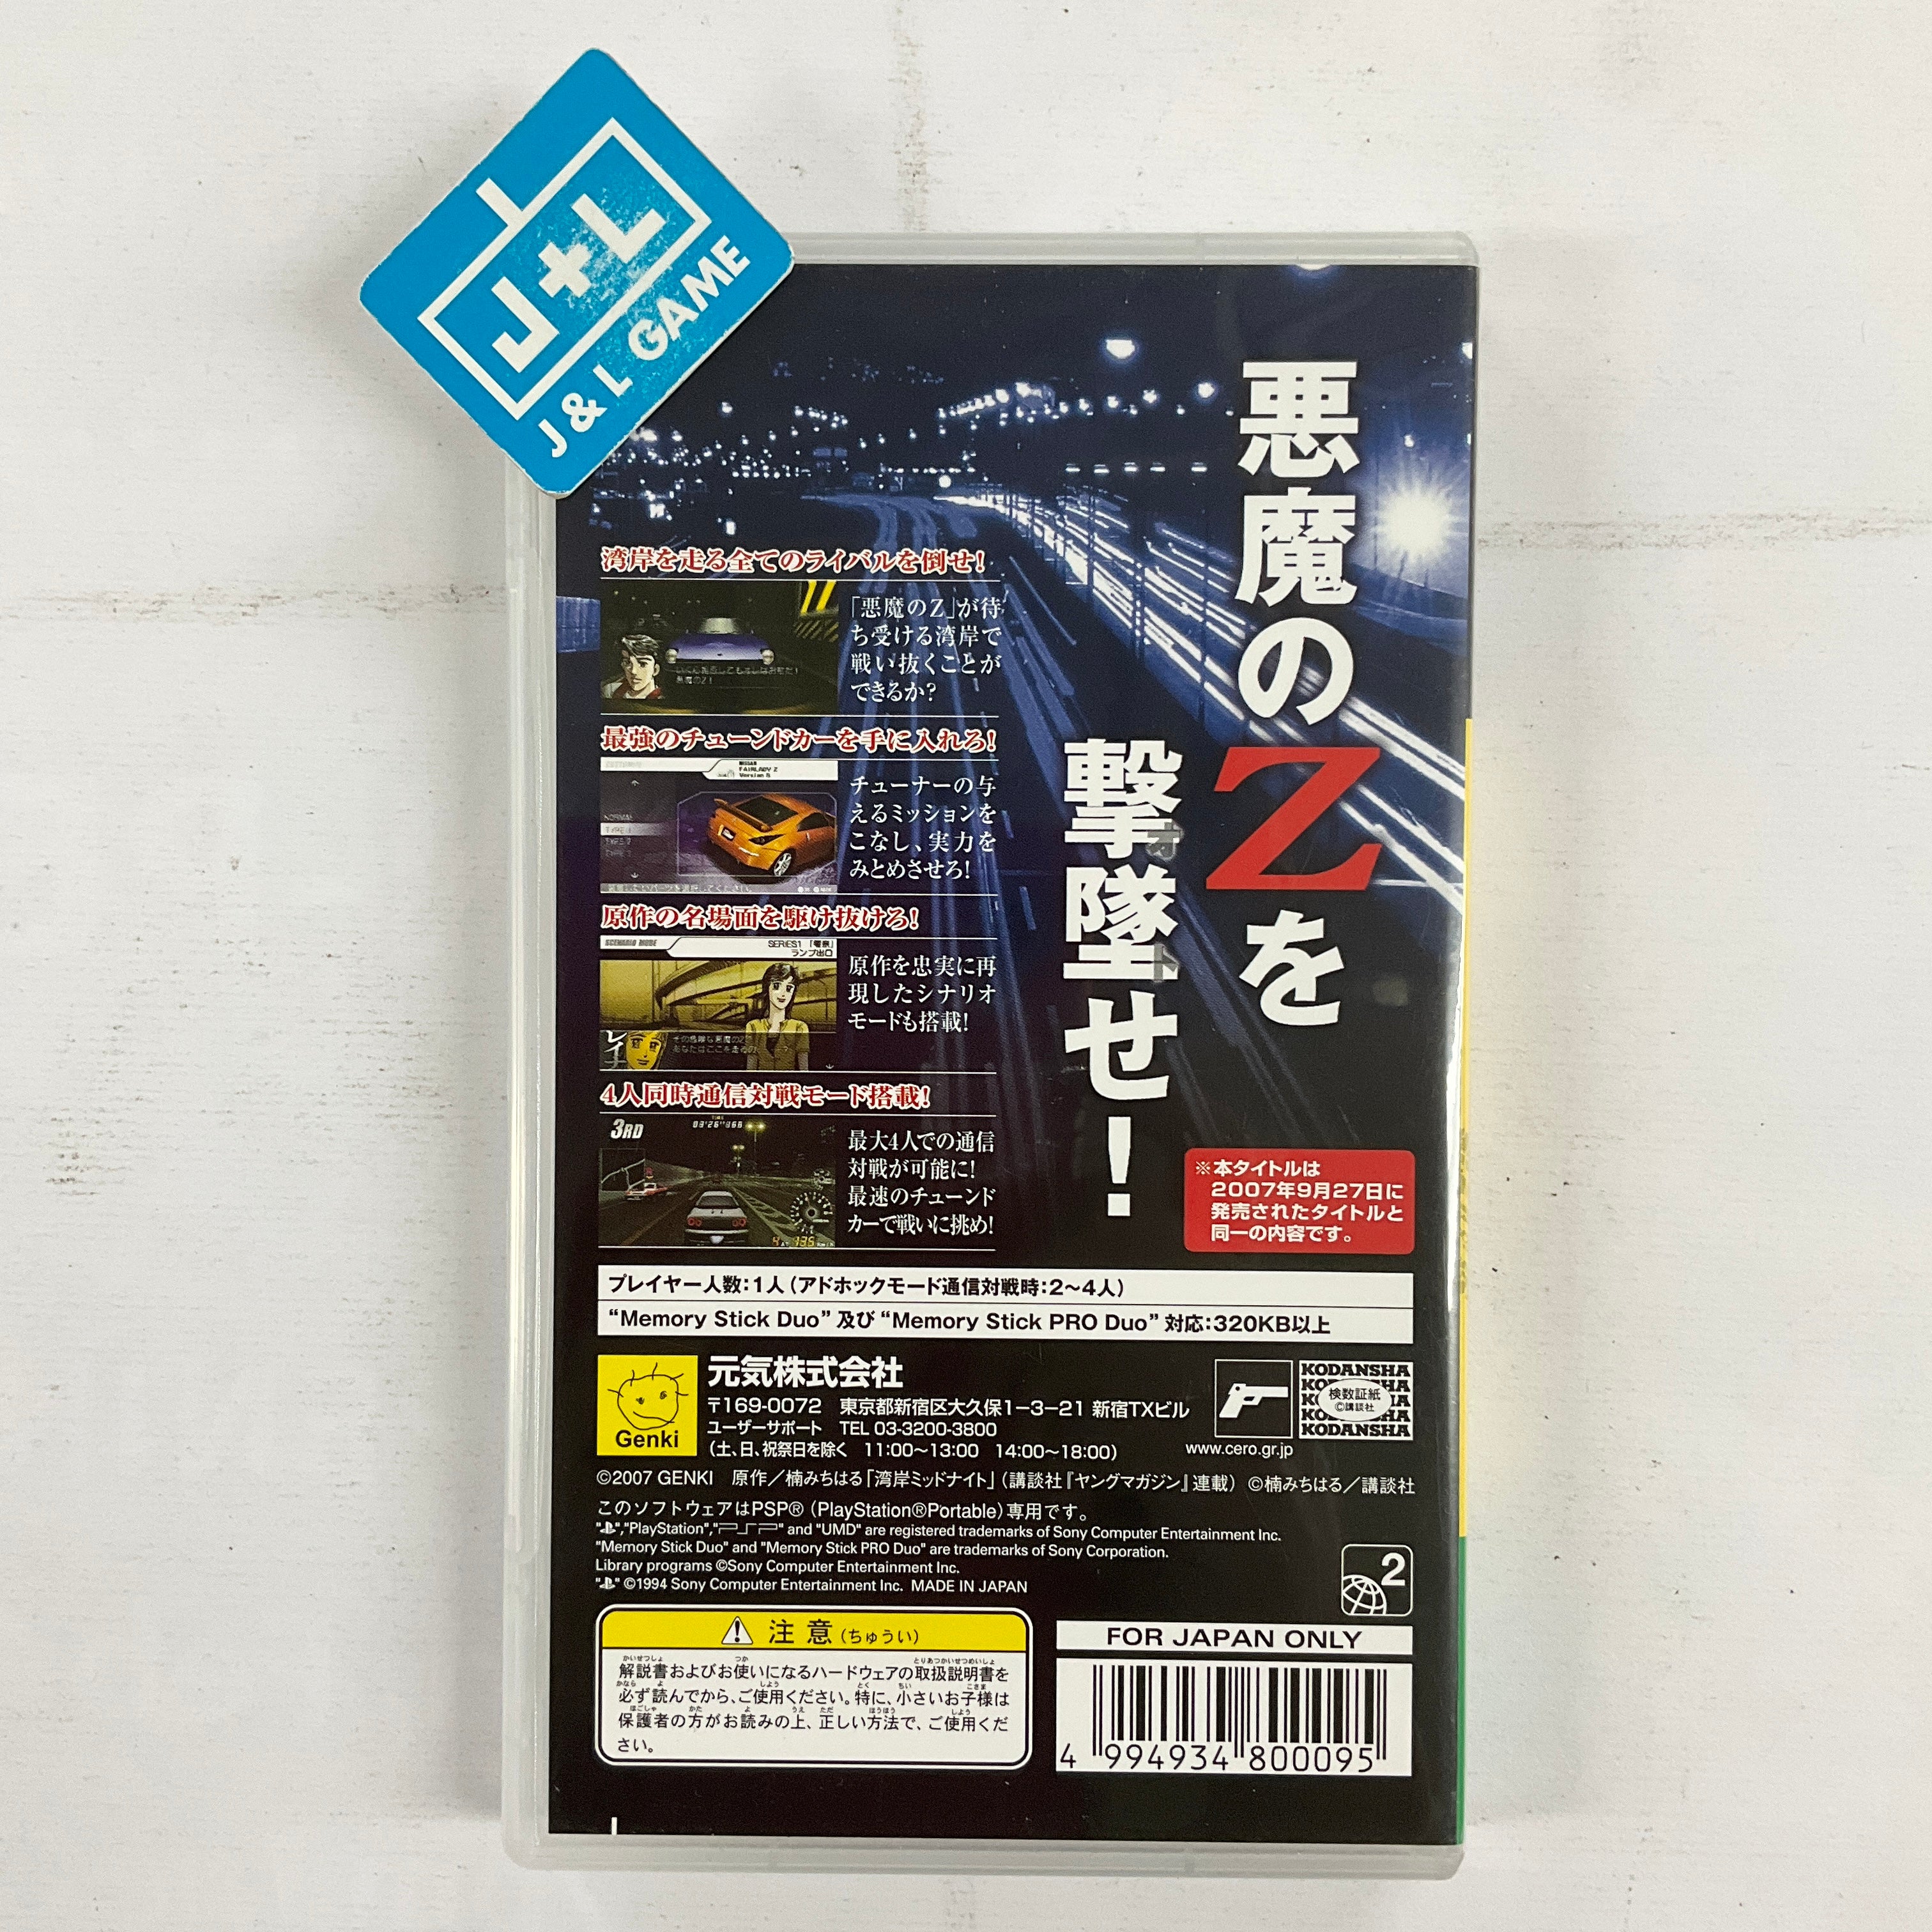 J+L
J & L GAME
悪魔のZを
撃墜せ!
オ
ト
湾岸を走る全てのライバルを倒せ!
「悪魔のZ」が待
ち受ける湾岸で
戦い抜くことが
できるか?
最強のチューンドカーを手に入れろ!
NISSAN
FAIRLADY Z
Version S
NORMAL
チューナーの与
えるミッションを
こなし、実力を
みとめさせろ!
原作の名場面を駆け抜けろ!
SCENARIO MODE
SERIES1
ランプ出口
レイナ
原作を忠実に再
現したシナリオ
モードも搭載!
4人同時通信対戦モード搭載!
3RD
TIME
最大4人での通信
対戦が可能に!
最速のチューンド
カーで戦いに挑め!
※本タイトルは
2007年9月27日に
発売されたタイトルと
同一の内容です。
プレイヤー人数:1人(アドホックモード通信対戦時:2〜4人)
“Memory Stick Duo” 及び “Memory Stick PRO Duo” 対応:320KB以上
Genki
元気株式会社
〒169-0072 東京都新宿区大久保1-3-21 新宿TXビル
ユーザーサポート TEL 03-3200-3800
(土、日、祝祭日を除く 11:00〜13:00 14:00〜18:00)
www.cero.gr.jp
KODANSHA
検数証紙
©講談社
KODANSHA
©2007 GENKI 原作/楠みちはる「湾岸ミッドナイト」(講談社『ヤングマガジン』連載) ©楠みちはる/講談社
このソフトウェアはPSP®(PlayStation®Portable)専用です。
"","PlayStation","PSP" and "UMD" are registered trademarks of Sony Computer Entertainment Inc.
"Memory Stick Duo" and "Memory Stick PRO Duo" are trademarks of Sony Corporation.
Library programs ©Sony Computer Entertainment Inc.
"" ©1994 Sony Computer Entertainment Inc. MADE IN JAPAN
2
注意(ちゅうい)
解説書およびお使いになるハードウェアの取扱説明書を
必ず読んでから、ご使用ください。特に、小さいお子様は
保護者の方がお読みの上、正しい方法で、ご使用くだ
さい。
FOR JAPAN ONLY
4 994934 800095